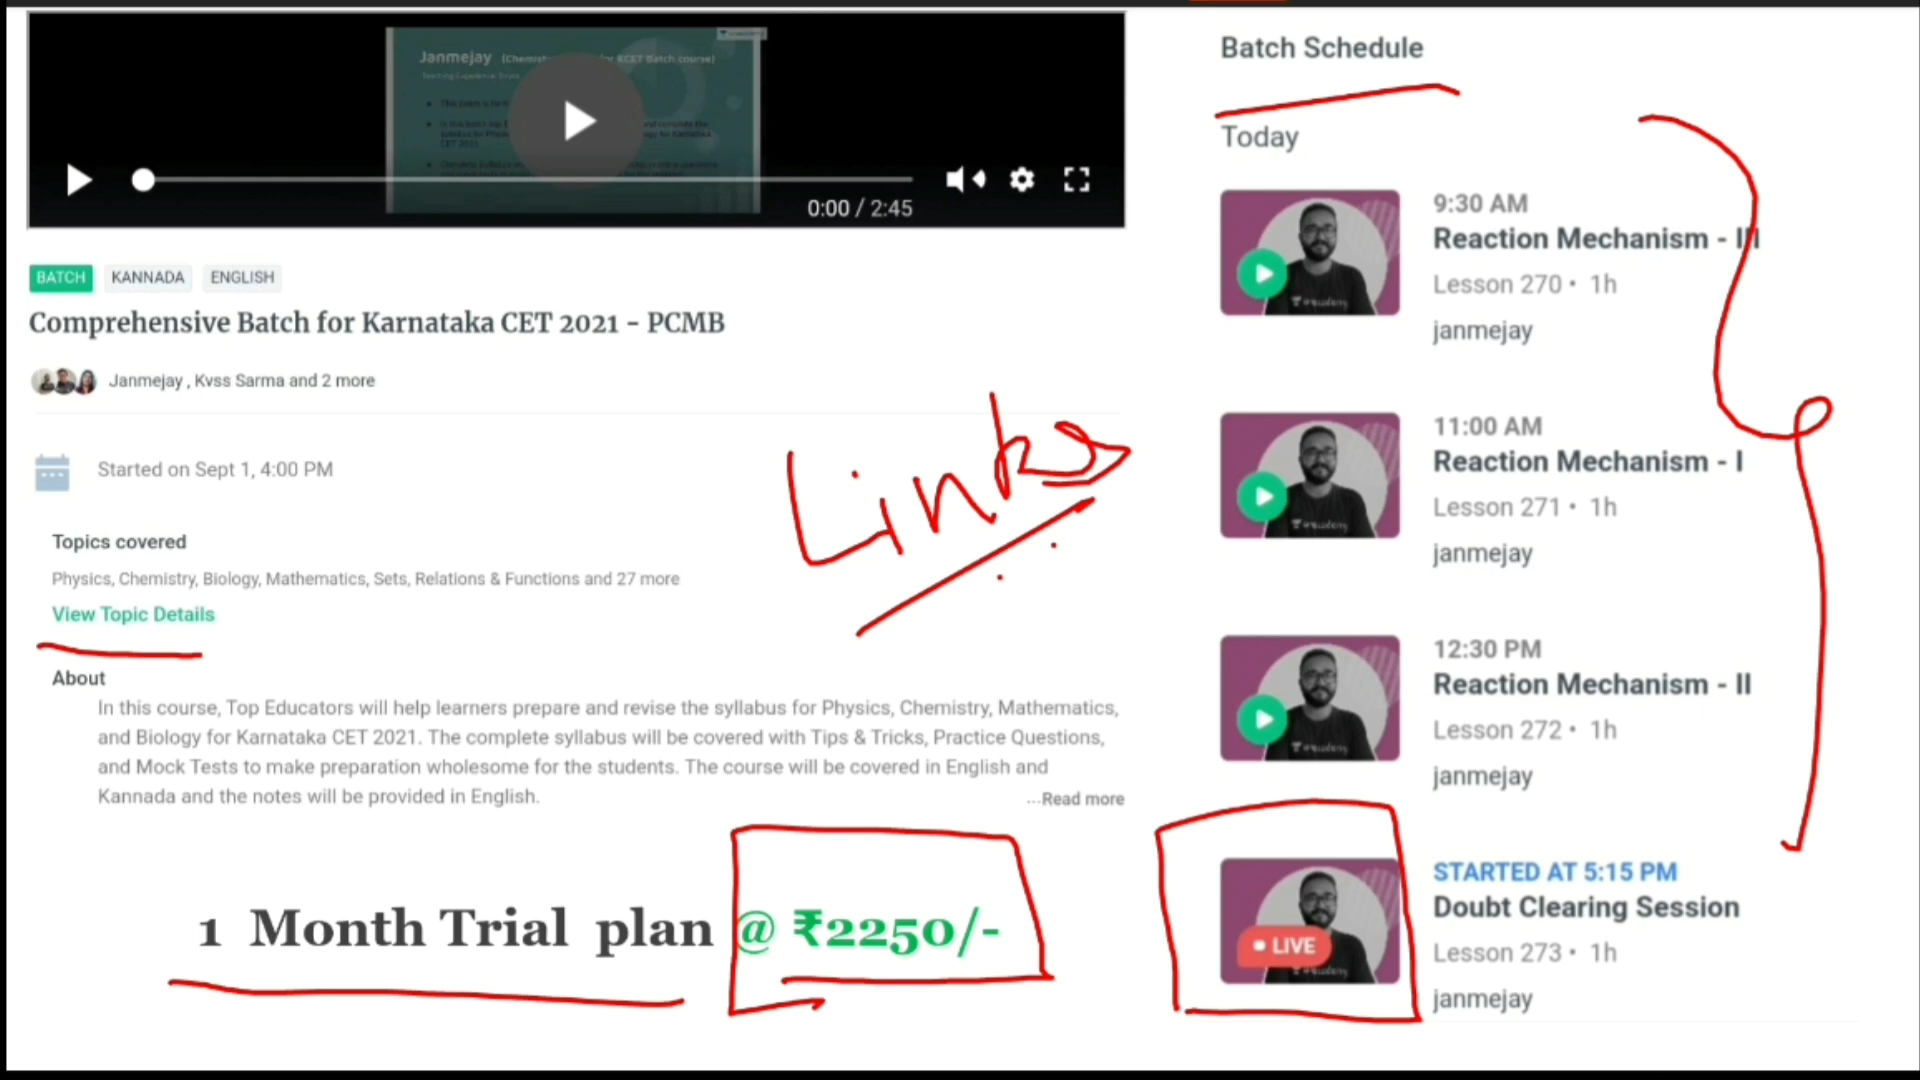 Janmejay
KCET Batch course)
0:00 / 2:45
BATCH KANNADA ENGLISH
Comprehensive Batch for Karnataka CET 2021 - PCMB
Janmejay , Kvss Sarma and 2 more
Started on Sept 1, 4:00 PM
Topics covered
Physics, Chemistry, Biology, Mathematics, Sets, Relations & Functions and 27 more
View Topic Details
About
In this course, Top Educators will help learners prepare and revise the syllabus for Physics, Chemistry, Mathematics,
and Biology for Karnataka CET 2021. The complete syllabus will be covered with Tips & Tricks, Practice Questions,
and Mock Tests to make preparation wholesome for the students. The course will be covered in English and
Kannada and the notes will be provided in English.
...Read more
Links
1 Month Trial plan @ ₹2250/-
Batch Schedule
Today
9:30 AM
Reaction Mechanism - III
Lesson 270 • 1h
janmejay
11:00 AM
Reaction Mechanism - I
Lesson 271 • 1h
janmejay
12:30 PM
Reaction Mechanism - II
Lesson 272 • 1h
janmejay
LIVE
STARTED AT 5:15 PM
Doubt Clearing Session
Lesson 273 • 1h
janmejay